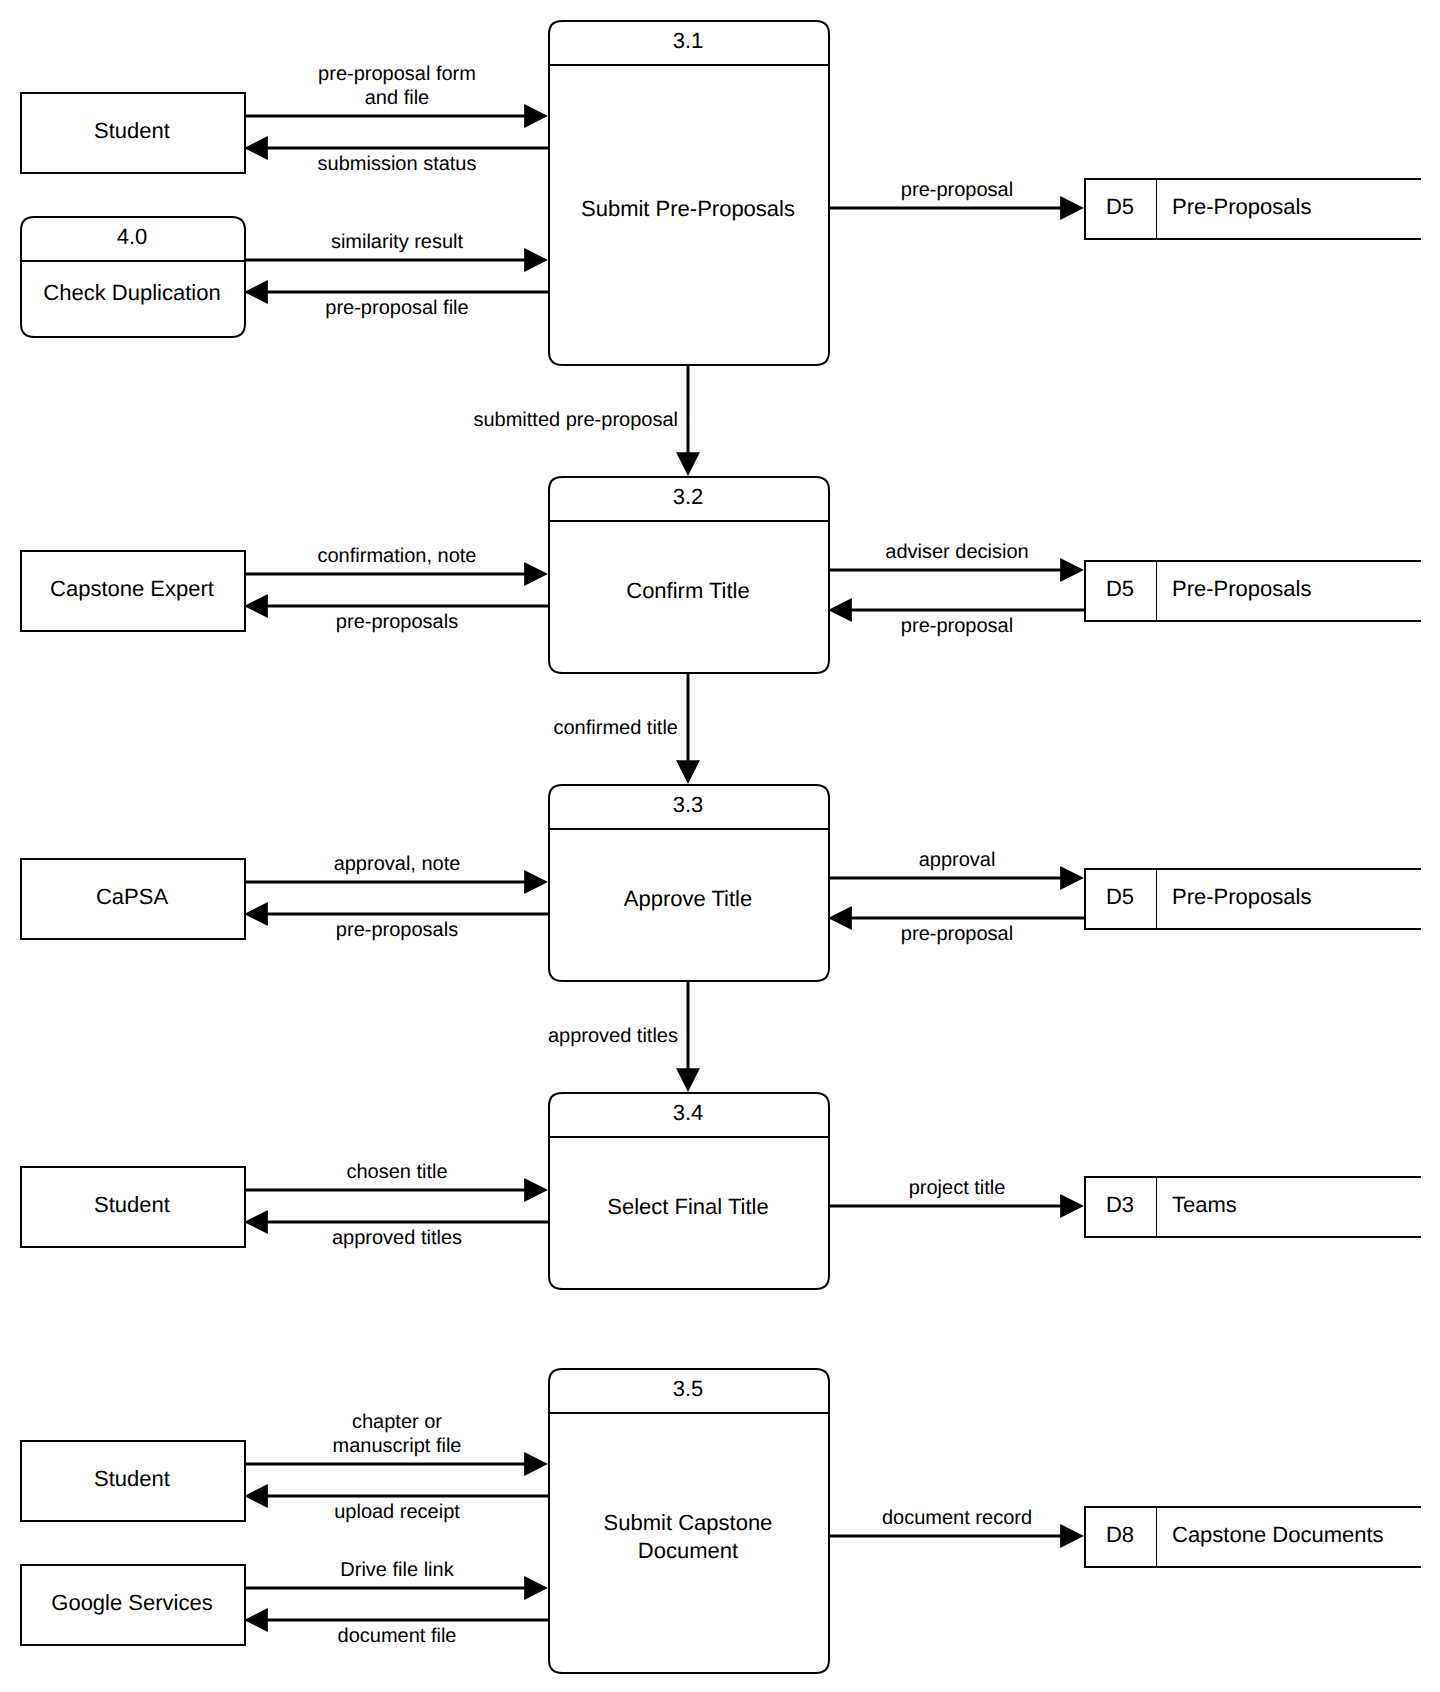 3.1
pre-proposal form
and file
Student
submission status
Submit Pre-Proposals
pre-proposal
D5
Pre-Proposals
4.0
Check Duplication
similarity result
pre-proposal file
submitted pre-proposal
3.2
Capstone Expert
confirmation, note
pre-proposals
Confirm Title
adviser decision
pre-proposal
D5
Pre-Proposals
confirmed title
3.3
CaPSA
approval, note
pre-proposals
Approve Title
approval
pre-proposal
D5
Pre-Proposals
approved titles
3.4
Student
chosen title
approved titles
Select Final Title
project title
D3
Teams
3.5
Student
chapter or
manuscript file
upload receipt
Submit Capstone
Document
document record
D8
Capstone Documents
Google Services
Drive file link
document file